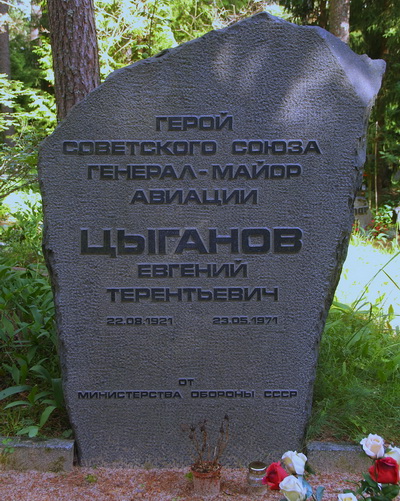 ГЕРОЙ
СОВЕТСКОГО СОЮЗА
ГЕНЕРАЛ-МАЙОР
АВИАЦИИ
ЦЫГАНОВ
ЕВГЕНИЙ
ТЕРЕНТЬЕВИЧ
22.08.1921 23.05.1971
ОТ
МИНИСТЕРСТВА ОБОРОНЫ СССР